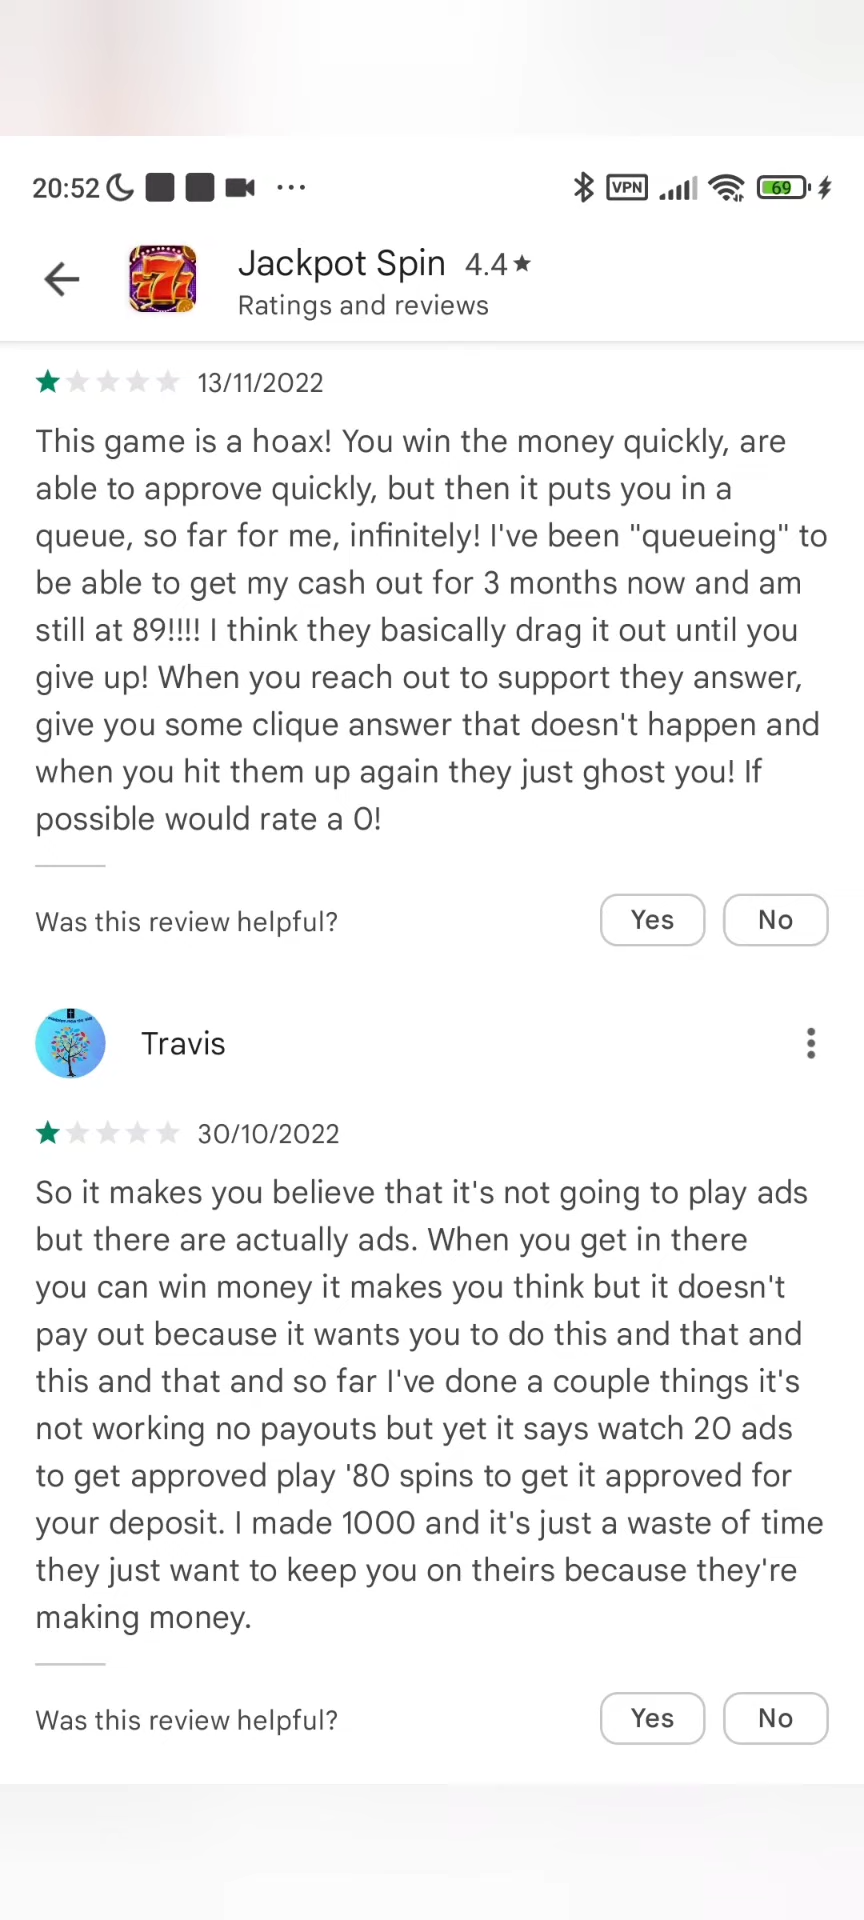 20:52 ... VPN 69
Jackpot Spin 4.4★
Ratings and reviews
13/11/2022
This game is a hoax! You win the money quickly, are
able to approve quickly, but then it puts you in a
queue, so far for me, infinitely! I've been "queueing" to
be able to get my cash out for 3 months now and am
still at 89!!!! I think they basically drag it out until you
give up! When you reach out to support they answer,
give you some clique answer that doesn't happen and
when you hit them up again they just ghost you! If
possible would rate a 0!
Was this review helpful? Yes No
Travis
30/10/2022
So it makes you believe that it's not going to play ads
but there are actually ads. When you get in there
you can win money it makes you think but it doesn't
pay out because it wants you to do this and that and
this and that and so far I've done a couple things it's
not working no payouts but yet it says watch 20 ads
to get approved play '80 spins to get it approved for
your deposit. I made 1000 and it's just a waste of time
they just want to keep you on theirs because they're
making money.
Was this review helpful? Yes No